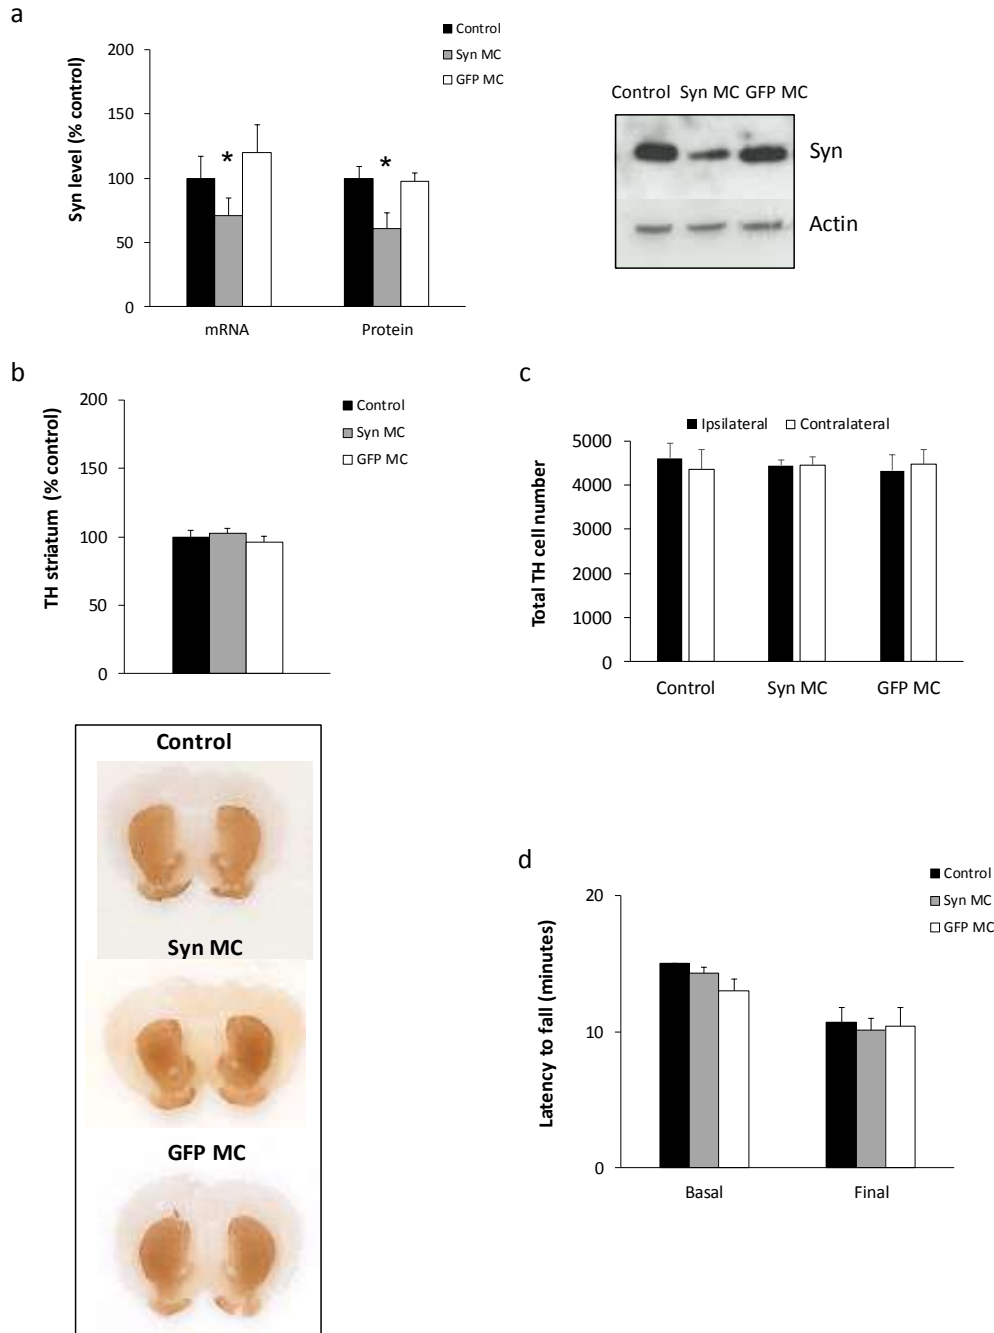 a
Control
Syn MC
GFP MC
Syn level (% control)
200
150
100
50
0
*
*
mRNA
Protein
Control Syn MC GFP MC
Syn
Actin
b
Control
Syn MC
GFP MC
TH striatum (% control)
200
150
100
50
0
c
Ipsilateral Contralateral
Total TH cell number
5000
4000
3000
2000
1000
0
Control Syn MC GFP MC
Control
Syn MC
GFP MC
d
Control
Syn MC
GFP MC
Latency to fall (minutes)
20
10
0
Basal Final